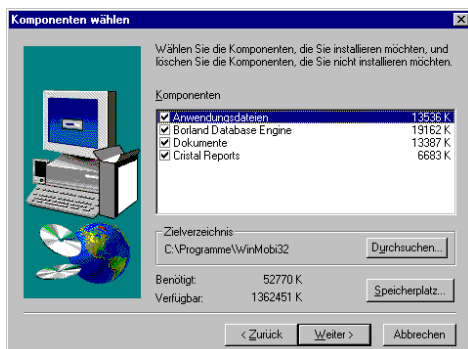 Komponenten wählen
Wählen Sie die Komponenten, die Sie installieren möchten, und
löschen Sie die Komponenten, die Sie nicht installieren möchten.
Komponenten
Anwendungsdateien 13536 K
Borland Database Engine 19162 K
Dokumente 13387 K
Cristal Reports 6683 K
Zielverzeichnis
C:\Programme\WinMobi32
Durchsuchen...
Benötigt: 52770 K
Verfügbar: 1362451 K
Speicherplatz...
< Zurück Weiter > Abbrechen